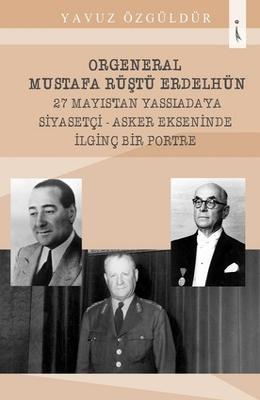 YAVUZ ÖZGÜLDÜR
ORGENERAL
MUSTAFA RÜŞTÜ ERDELHÜN
27 MAYIS'TAN YASSIADA'YA
SİYASETÇİ - ASKER EKSENİNDE
İLGİNÇ BİR PORTRE